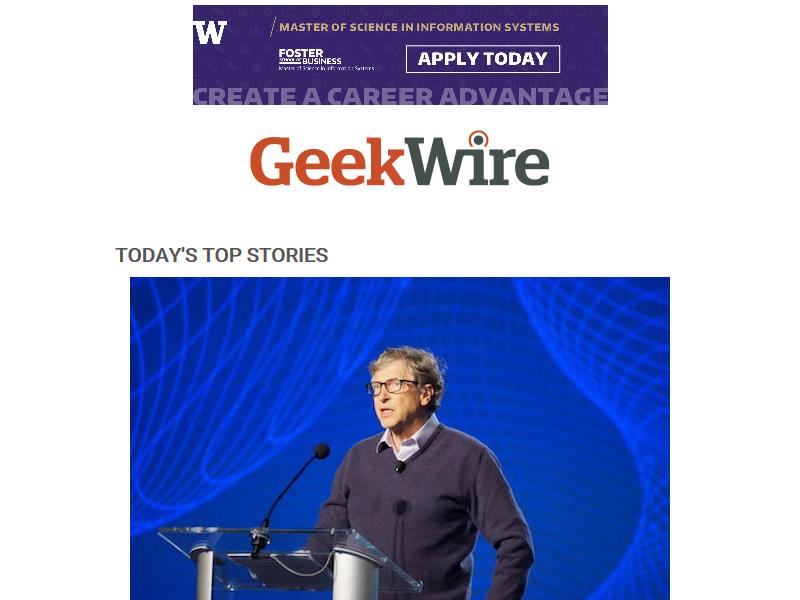 W
MASTER OF SCIENCE IN INFORMATION SYSTEMS
FOSTER
SCHOOL OF BUSINESS
Master of Science in Information Systems
APPLY TODAY
CREATE A CAREER ADVANTAGE
GeekWire
TODAY'S TOP STORIES